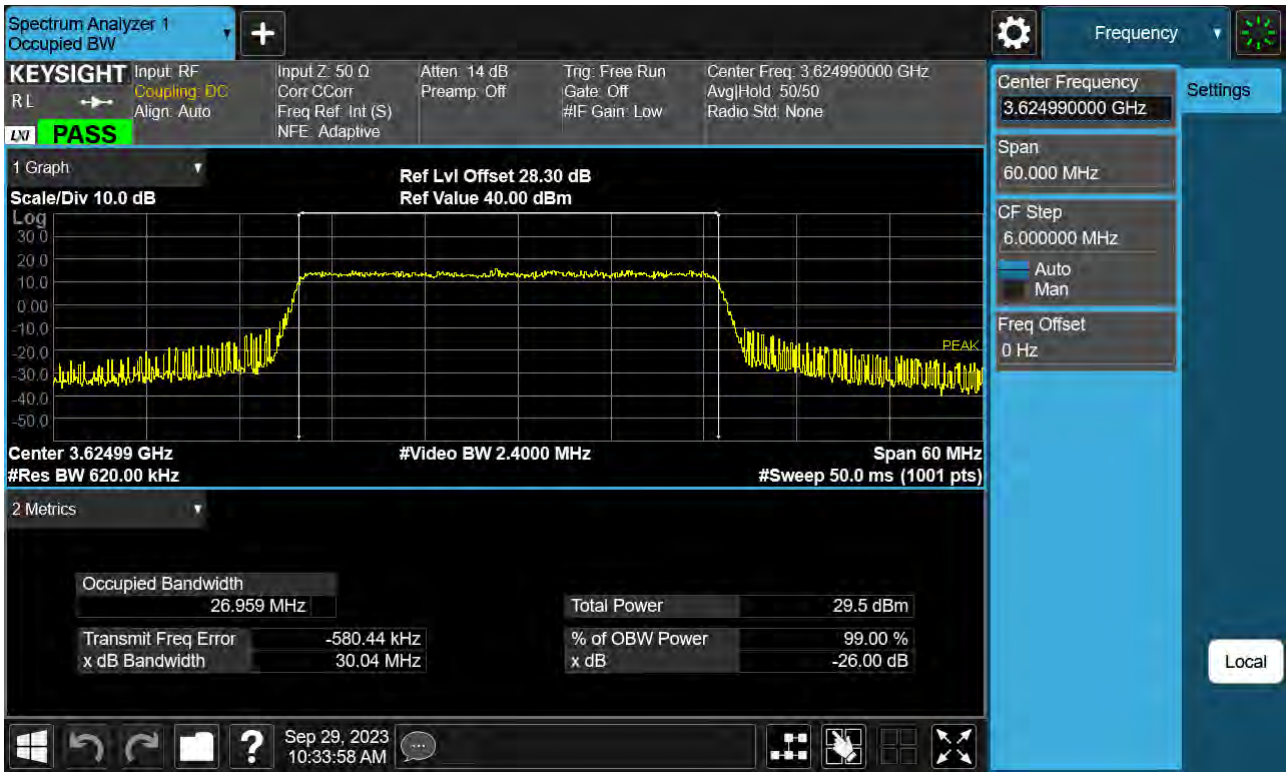 Spectrum Analyzer 1
Occupied BW
+
Frequency
KEYSIGHT
RL
LXI
PASS
Input: RF
Coupling: DC
Align: Auto
Input Z: 50 Ω
Corr CCorr
Freq Ref: Int (S)
NFE: Adaptive
Atten: 14 dB
Preamp: Off
Trig: Free Run
Gate: Off
#IF Gain: Low
Center Freq: 3.624990000 GHz
Avg|Hold: 50/50
Radio Std: None
Center Frequency
3.624990000 GHz
Settings
Span
60.000 MHz
CF Step
6.000000 MHz
Auto
Man
Freq Offset
0 Hz
Local
1 Graph
Scale/Div 10.0 dB
Ref Lvl Offset 28.30 dB
Ref Value 40.00 dBm
Log
30.0
20.0
10.0
0.00
-10.0
-20.0
-30.0
-40.0
-50.0
PEAK
Center 3.62499 GHz
#Video BW 2.4000 MHz
Span 60 MHz
#Res BW 620.00 kHz
#Sweep 50.0 ms (1001 pts)
2 Metrics
Occupied Bandwidth
26.959 MHz
Total Power 29.5 dBm
Transmit Freq Error -580.44 kHz
% of OBW Power 99.00 %
x dB Bandwidth 30.04 MHz
x dB -26.00 dB
?
Sep 29, 2023
10:33:58 AM